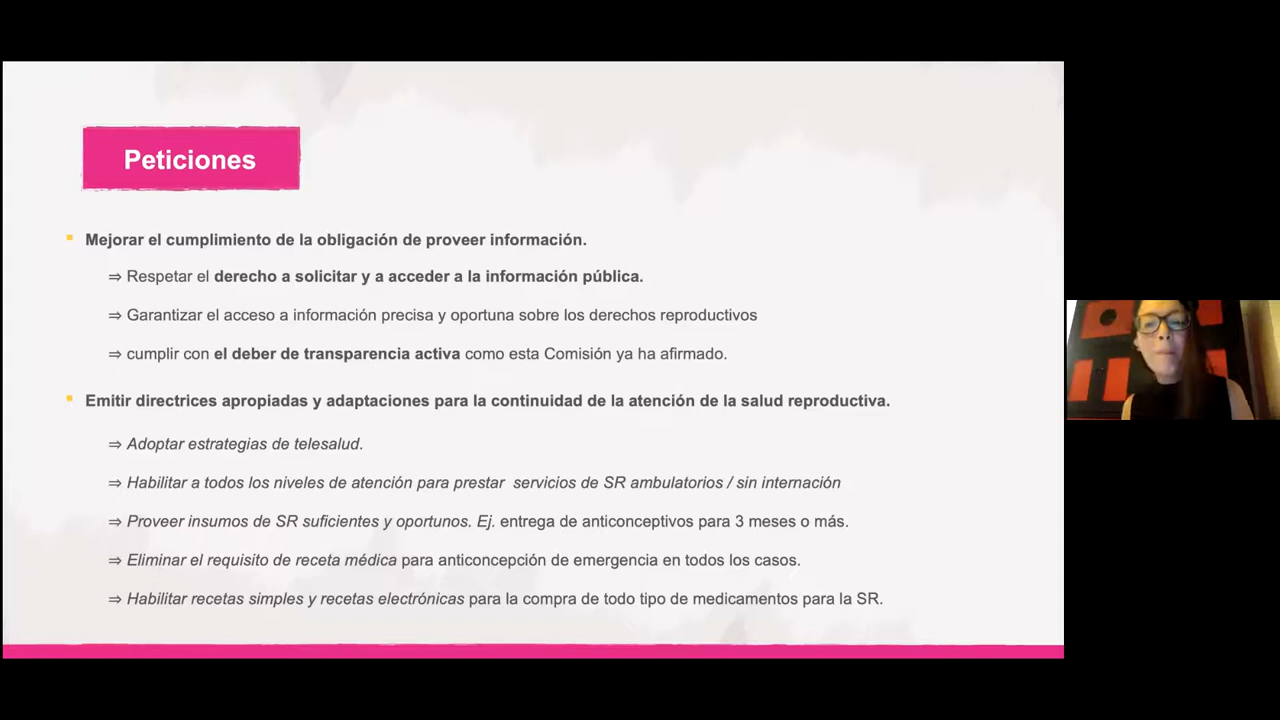 Peticiones
Mejorar el cumplimiento de la obligación de proveer información.
⇒ Respetar el derecho a solicitar y a acceder a la información pública.
⇒ Garantizar el acceso a información precisa y oportuna sobre los derechos reproductivos
⇒ cumplir con el deber de transparencia activa como esta Comisión ya ha afirmado.
Emitir directrices apropiadas y adaptaciones para la continuidad de la atención de la salud reproductiva.
⇒ Adoptar estrategias de telesalud.
⇒ Habilitar a todos los niveles de atención para prestar servicios de SR ambulatorios / sin internación
⇒ Proveer insumos de SR suficientes y oportunos. Ej. entrega de anticonceptivos para 3 meses o más.
⇒ Eliminar el requisito de receta médica para anticoncepción de emergencia en todos los casos.
⇒ Habilitar recetas simples y recetas electrónicas para la compra de todo tipo de medicamentos para la SR.